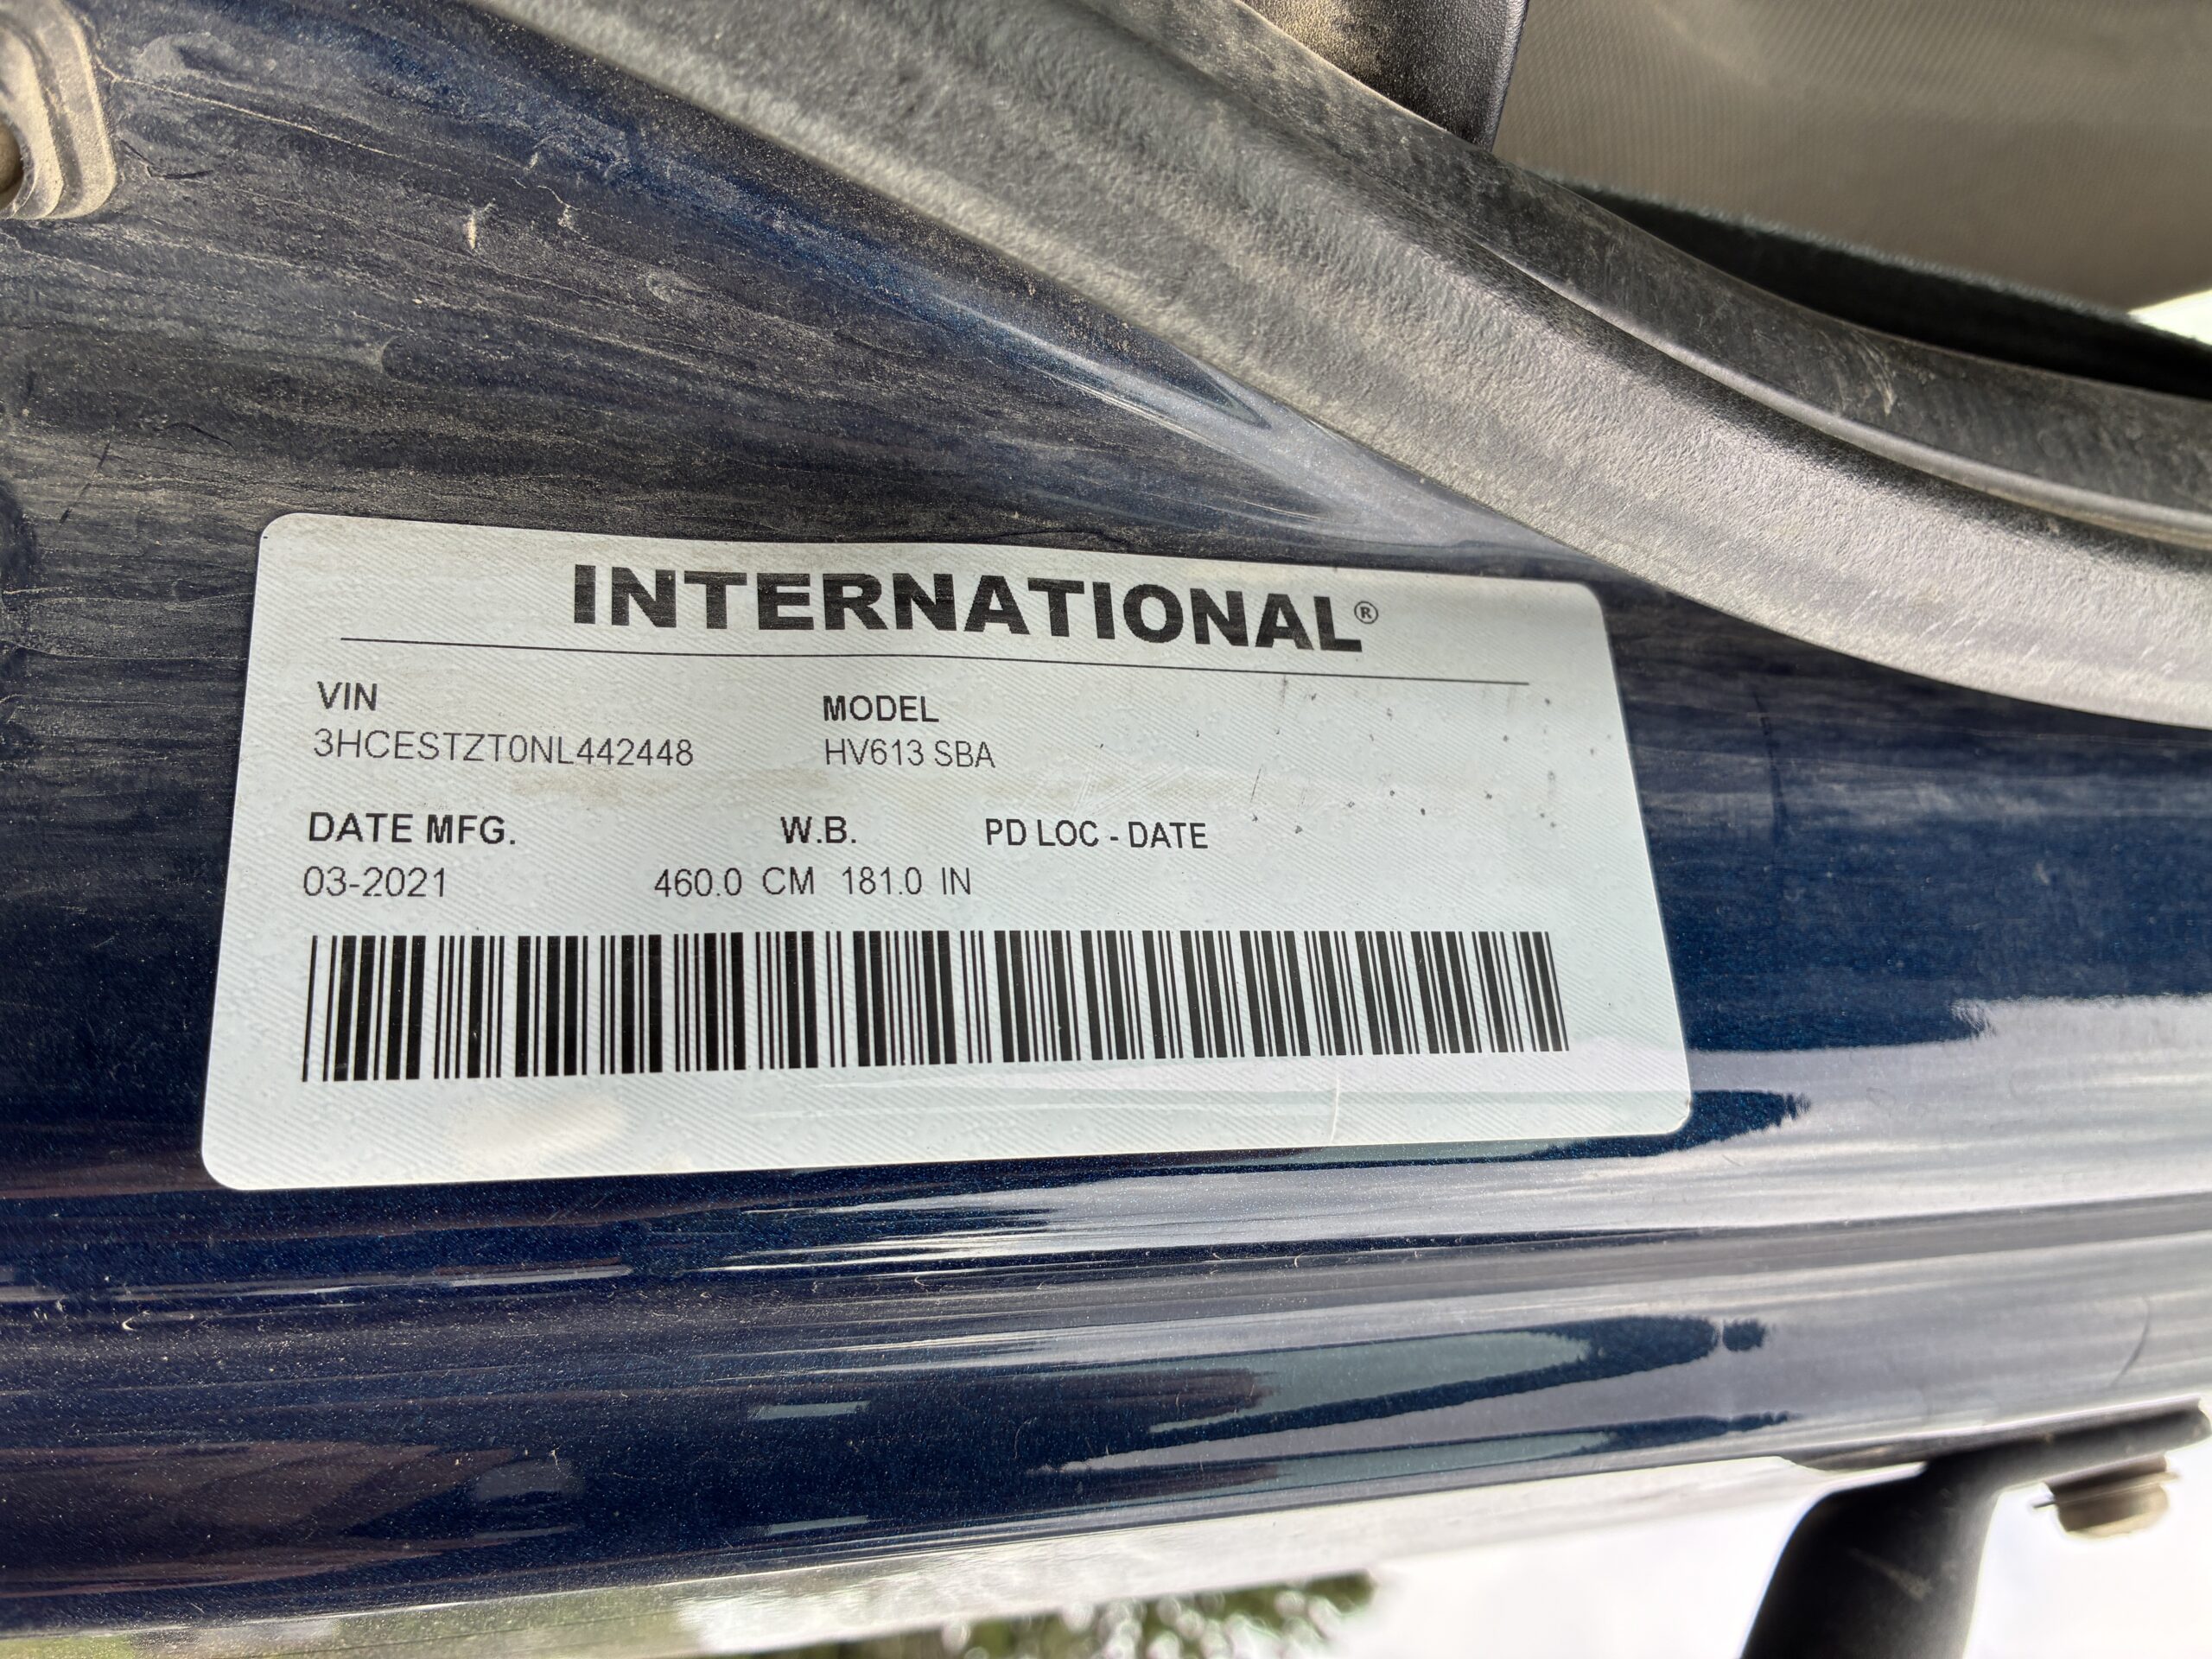 INTERNATIONAL®
VIN MODEL
3HCESTZT0NL442448 HV613 SBA
DATE MFG. W.B. PD LOC - DATE
03-2021 460.0 CM 181.0 IN